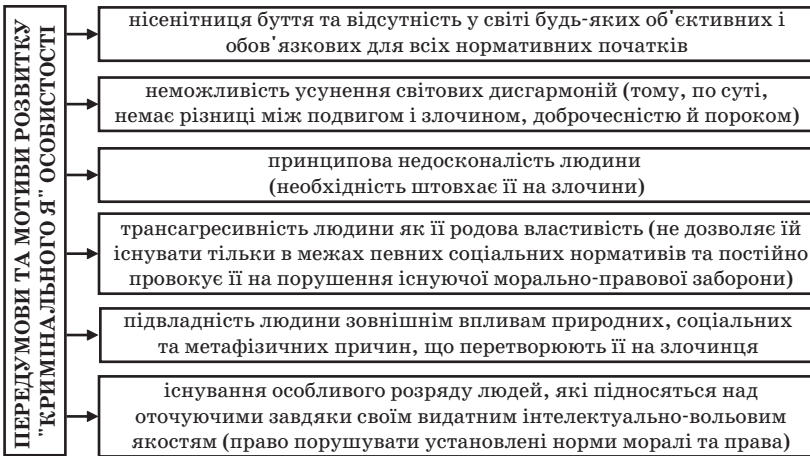 ПЕРЕДУМОВИ ТА МОТИВИ РОЗВИТКУ
"КРИМІНАЛЬНОГО Я" ОСОБИСТОСТІ
нісенітниця буття та відсутність у світі будь-яких об'єктивних і
обов'язкових для всіх нормативних початків
неможливість усунення світових дисгармоній (тому, по суті,
немає різниці між подвигом і злочином, доброчесністю й пороком)
принципова недосконалість людини
(необхідність штовхає її на злочини)
трансагресивність людини як її родова властивість (не дозволяє їй
існувати тільки в межах певних соціальних нормативів та постійно
провокує її на порушення існуючої морально-правової заборони)
підвладність людини зовнішнім впливам природних, соціальних
та метафізичних причин, що перетворюють її на злочинця
існування особливого розряду людей, які підносяться над
оточуючими завдяки своїм видатним інтелектуально-вольовим
якостям (право порушувати установлені норми моралі та права)